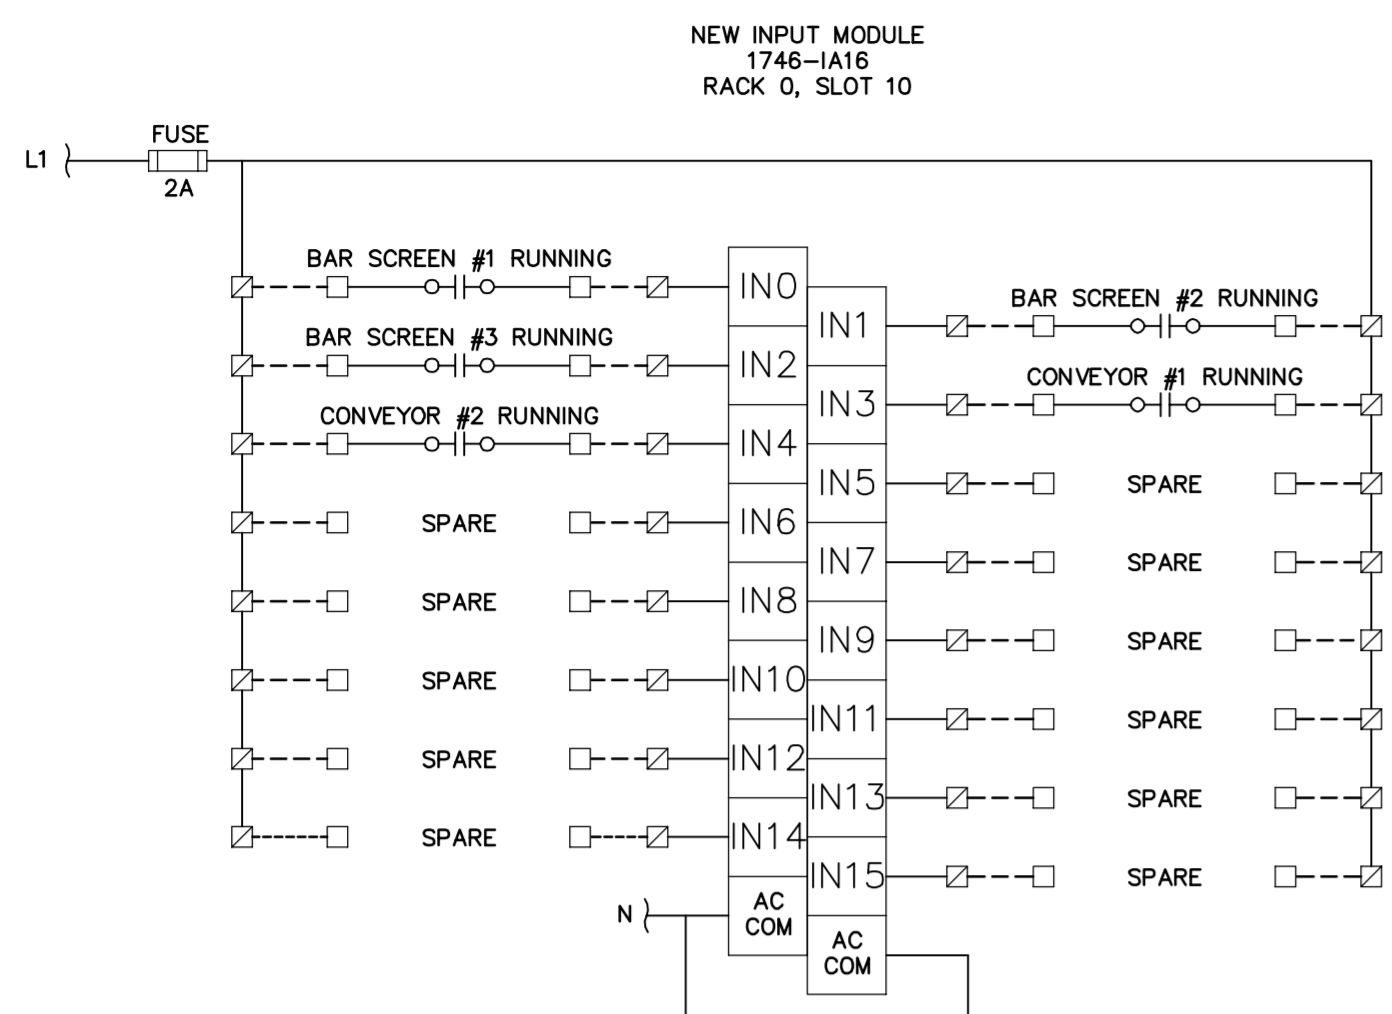 NEW INPUT MODULE
1746-IA16
RACK 0, SLOT 10
FUSE
L1
2A
BAR SCREEN #1 RUNNING
IN0
BAR SCREEN #2 RUNNING
IN1
BAR SCREEN #3 RUNNING
IN2
CONVEYOR #1 RUNNING
IN3
CONVEYOR #2 RUNNING
IN4
IN5
SPARE
SPARE
IN6
IN7
SPARE
SPARE
IN8
IN9
SPARE
SPARE
IN10
IN11
SPARE
SPARE
IN12
IN13
SPARE
SPARE
IN14
IN15
SPARE
N
AC
COM
AC
COM